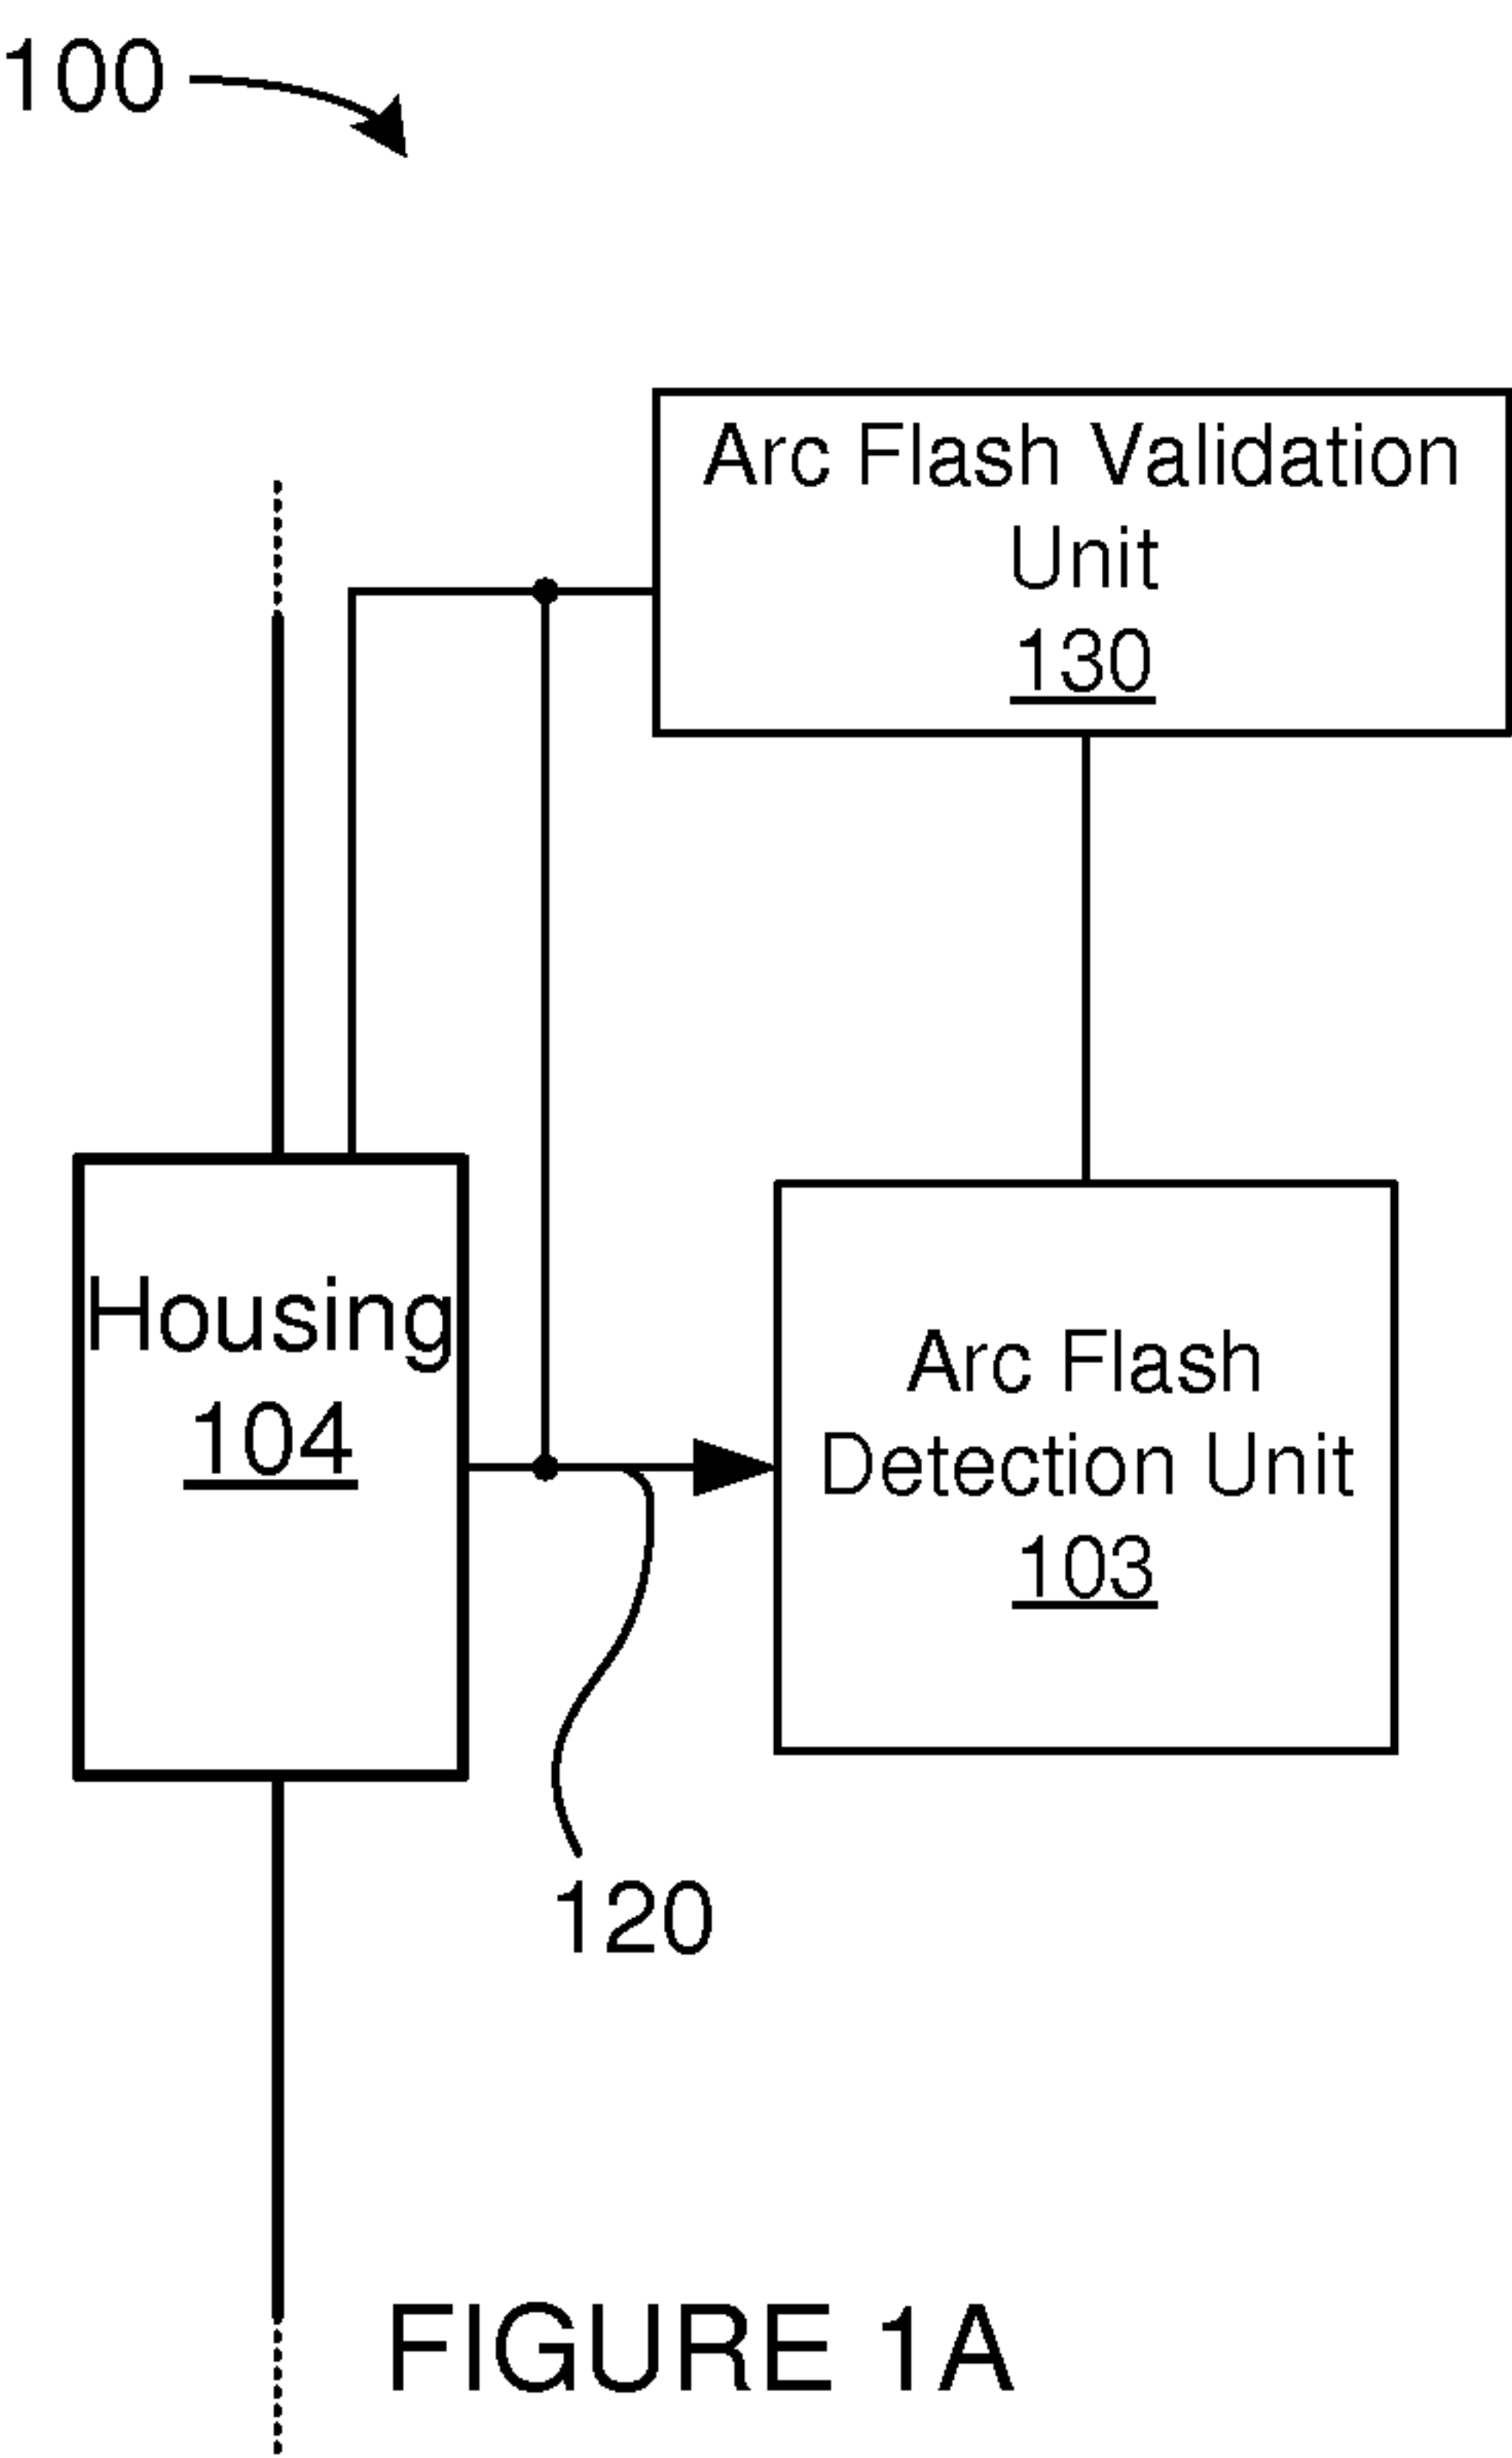 100
Arc Flash Validation
Unit
130
Housing
104
Arc Flash
Detection Unit
103
120
FIGURE 1A